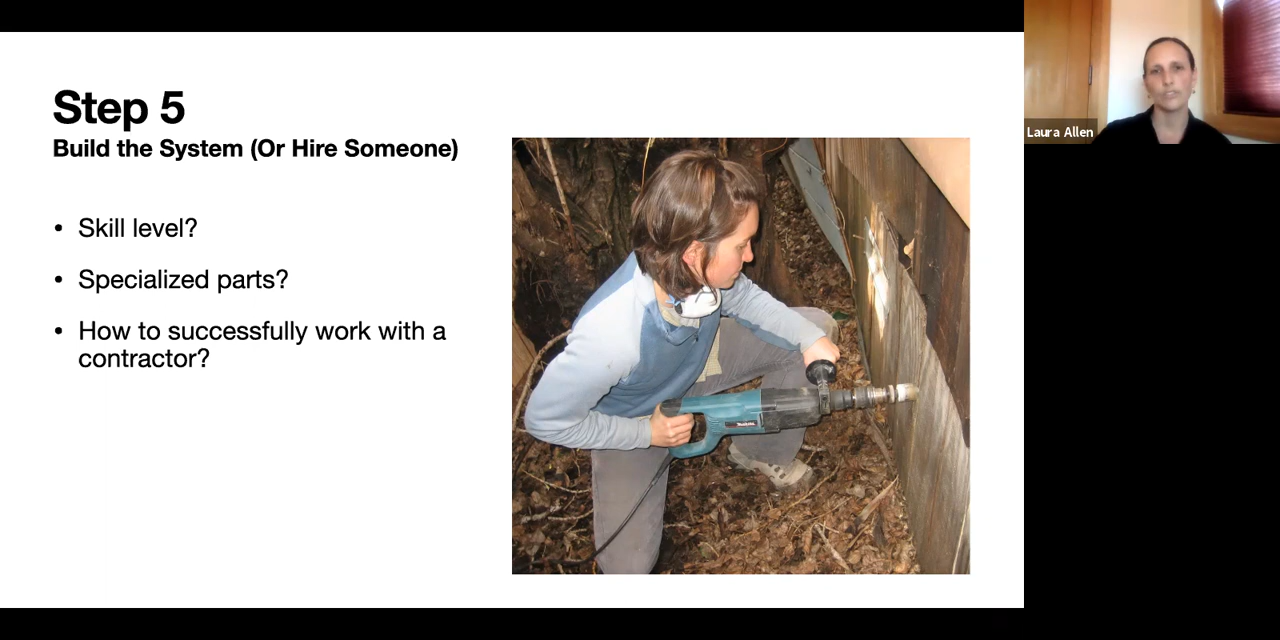 Step 5
Build the System (Or Hire Someone)
• Skill level?
• Specialized parts?
• How to successfully work with a
contractor?
Laura Allen